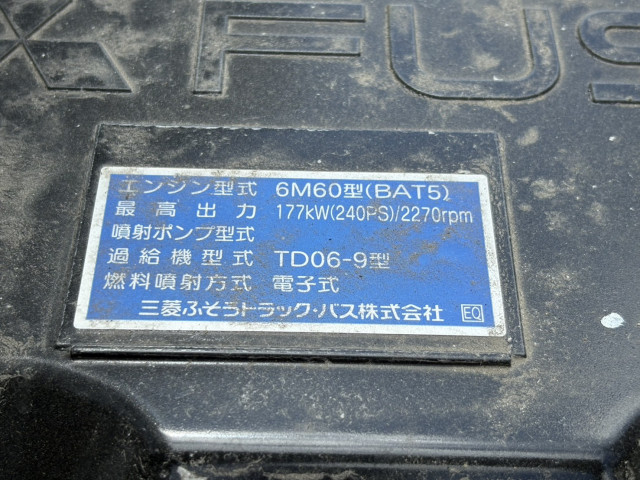 FUS
エンジン型式 6M60型(BAT5)
最高出力 177kW(240PS)/2270rpm
噴射ポンプ型式
過給機型式 TD06-9型
燃料噴射方式 電子式
三菱ふそうトラック・バス株式会社 EQ